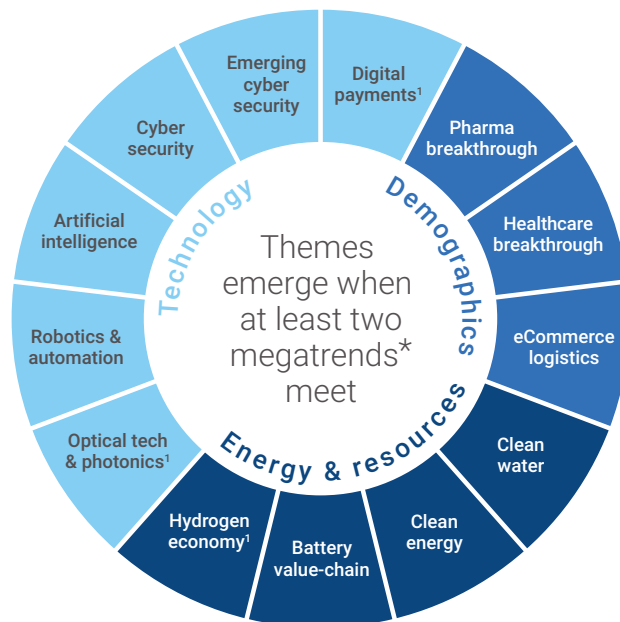 Emerging
cyber
security
Digital
payments¹
Pharma
breakthrough
Healthcare
breakthrough
eCommerce
logistics
Clean
water
Clean
energy
Battery
value-chain
Hydrogen
economy¹
Optical tech
& photonics¹
Robotics &
automation
Artificial
intelligence
Cyber
security
Technology
Demographics
Energy & resources
Themes
emerge when
at least two
megatrends*
meet